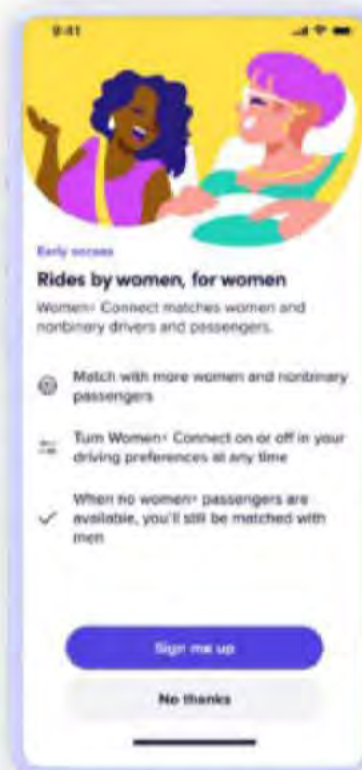 9:41
Early access
Rides by women, for women
Women+ Connect matches women and
nonbinary drivers and passengers.
Match with more women and nonbinary
passengers
Turn Women+ Connect on or off in your
driving preferences at any time
When no women+ passengers are
available, you'll still be matched with
men
Sign me up
No thanks